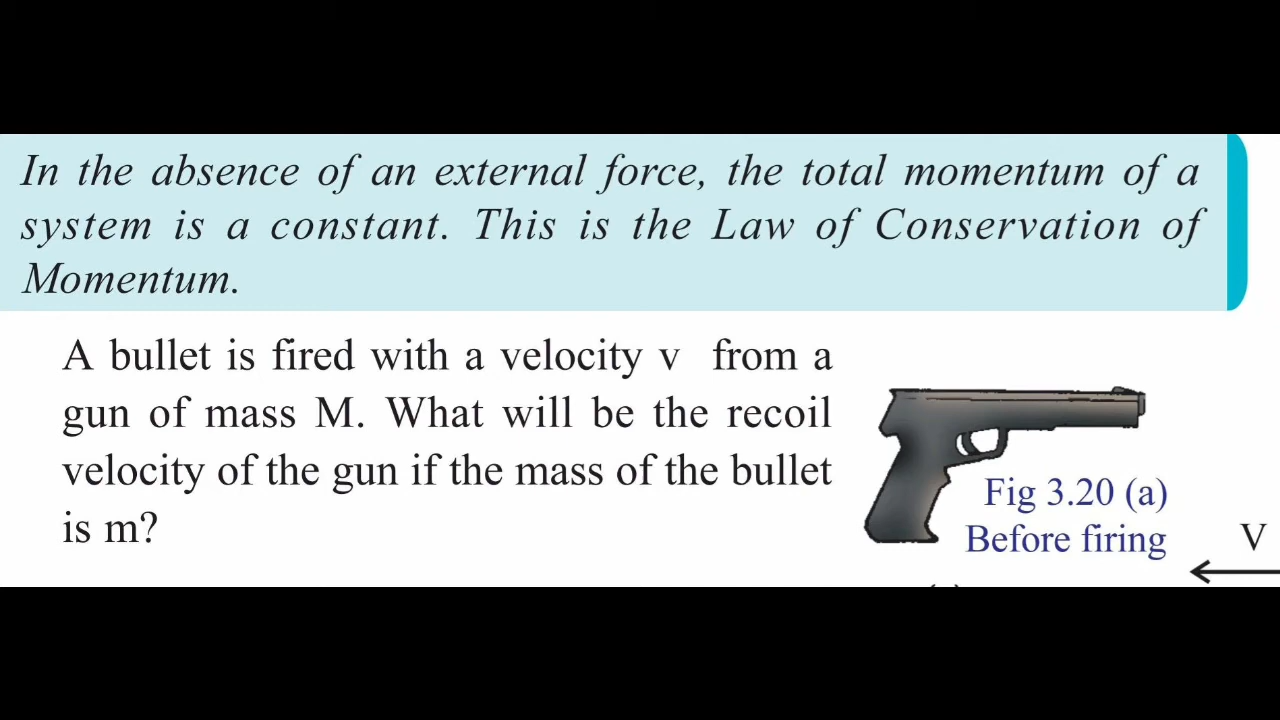 In the absence of an external force, the total momentum of a
system is a constant. This is the Law of Conservation of
Momentum.
A bullet is fired with a velocity v from a
gun of mass M. What will be the recoil
velocity of the gun if the mass of the bullet
is m?
Fig 3.20 (a)
Before firing
V